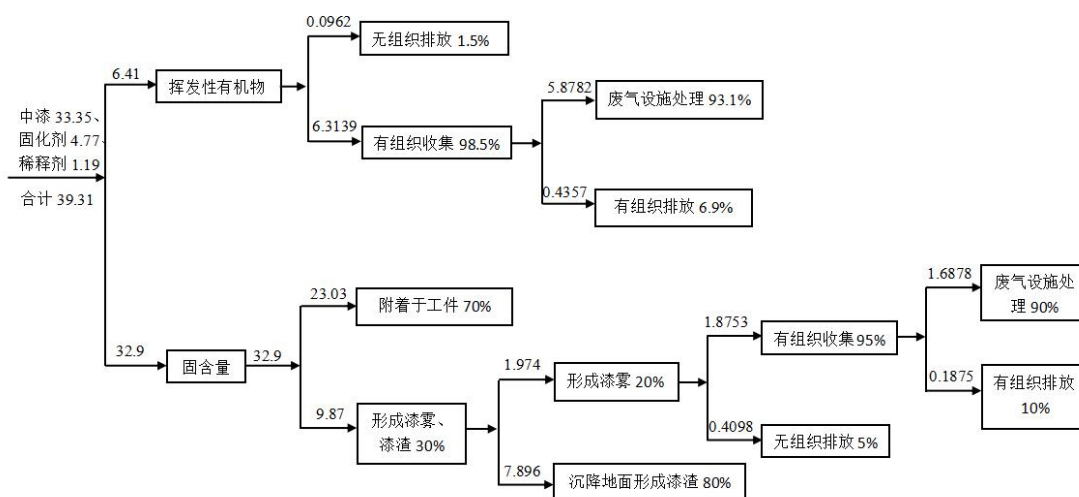 0.0962
无组织排放 1.5%
6.41
挥发性有机物
5.8782
废气设施处理 93.1%
中漆 33.35、
固化剂 4.77、
稀释剂 1.19
合计 39.31
6.3139
有组织收集 98.5%
0.4357
有组织排放 6.9%
1.6878
废气设施处
理 90%
23.03
附着于工件 70%
1.8753
有组织收集 95%
32.9
固含量
32.9
1.974
形成漆雾 20%
0.1875
有组织排放
10%
9.87
形成漆雾、
漆渣 30%
0.4098
无组织排放 5%
7.896
沉降地面形成漆渣 80%